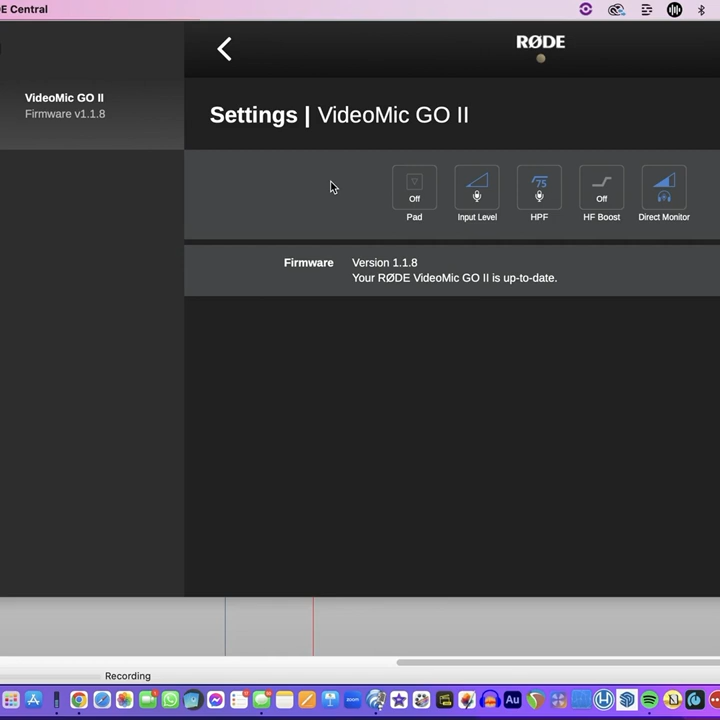 E Central
RØDE
VideoMic GO II
Firmware v1.1.8
Settings | VideoMic GO II
Off
75
Off
Pad
Input Level
HPF
HF Boost
Direct Monitor
Firmware
Version 1.1.8
Your RØDE VideoMic GO II is up-to-date.
Recording
zoom
Au